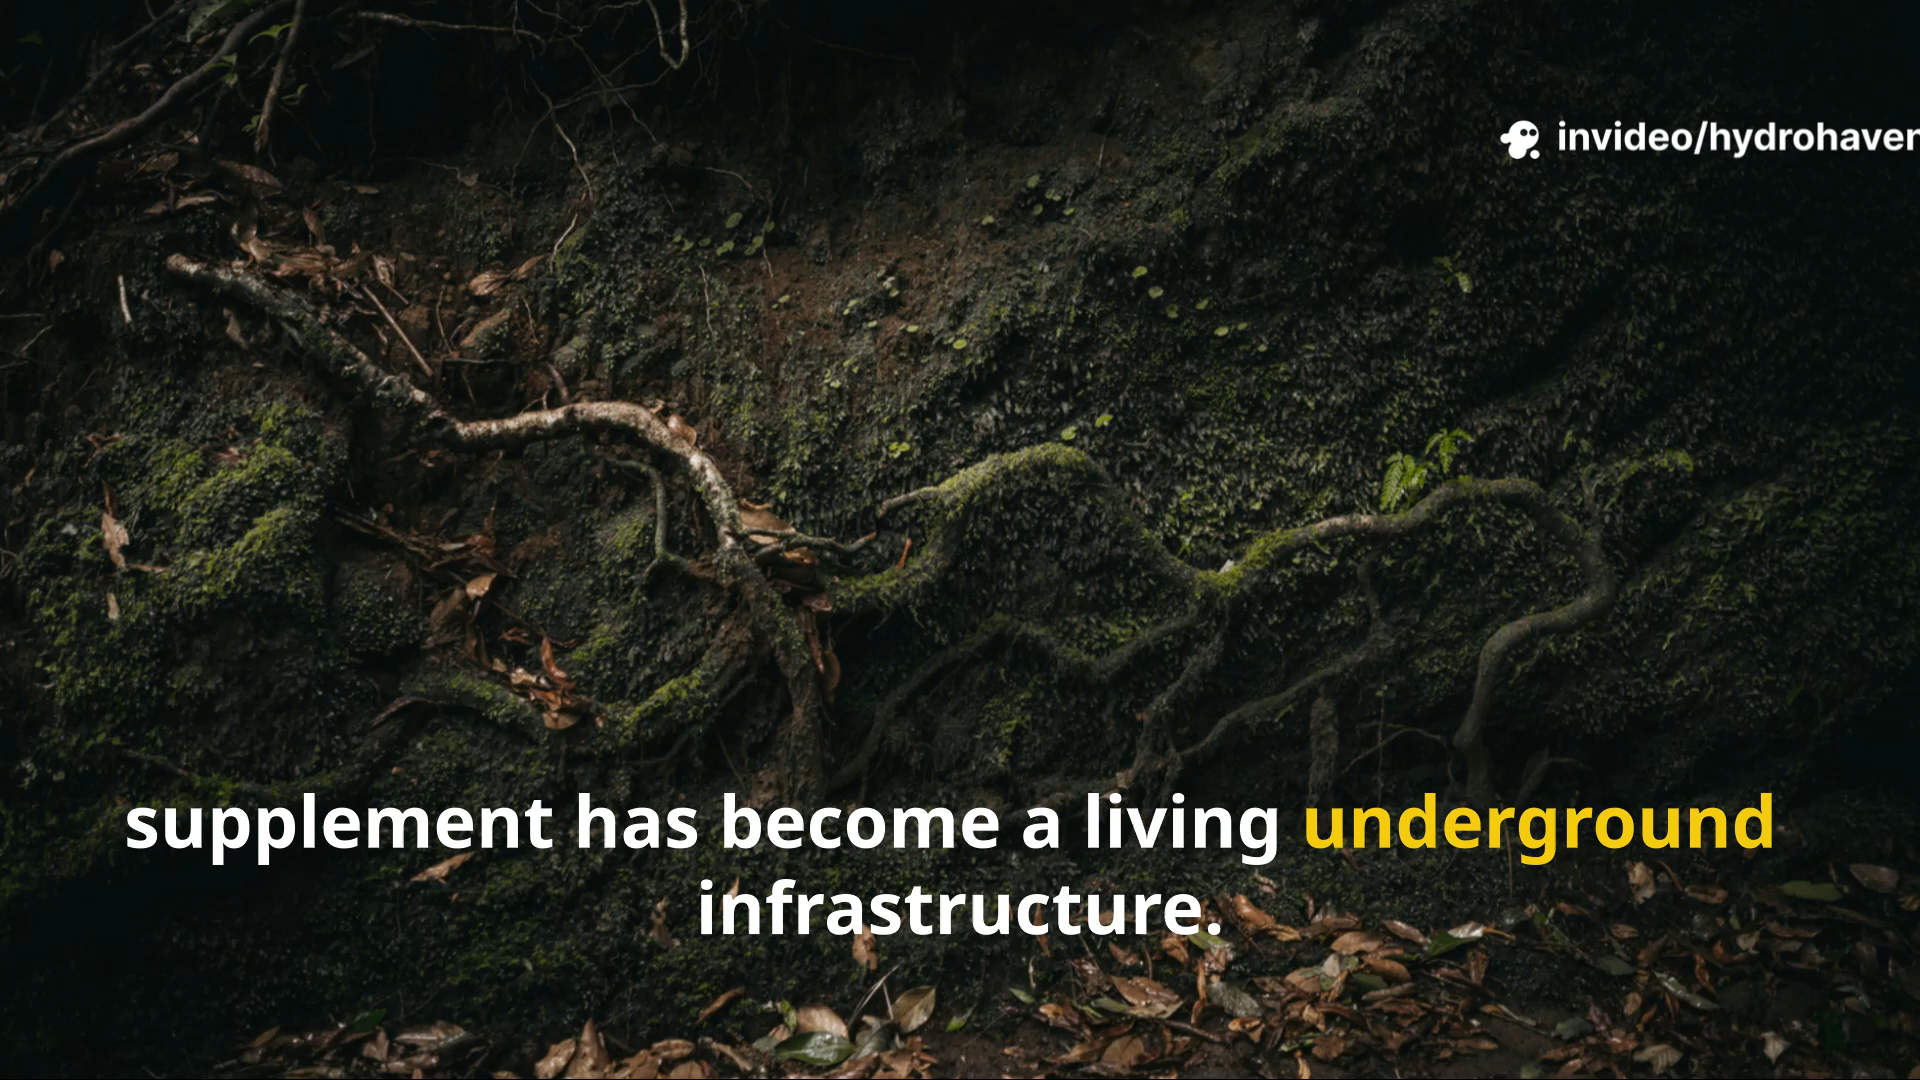 invideo/hydrohaven
supplement has become a living underground
infrastructure.